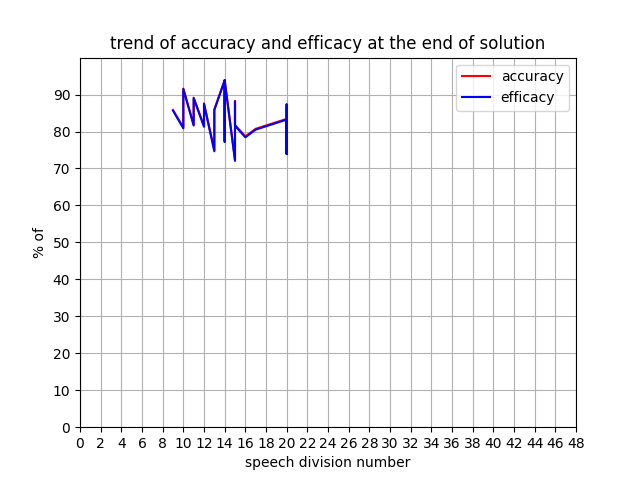 trend of accuracy and efficacy at the end of solution
accuracy
efficacy
90
80
70
60
50
40
30
20
10
0
% of
0 2 4 6 8 10 12 14 16 18 20 22 24 26 28 30 32 34 36 38 40 42 44 46 48
speech division number